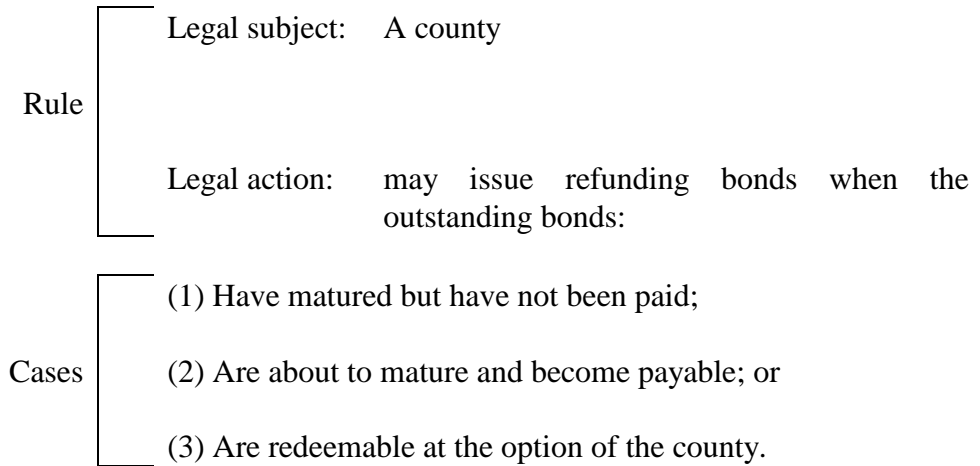 Legal subject: A county
Rule
Legal action: may issue refunding bonds when the
outstanding bonds:
(1) Have matured but have not been paid;
Cases
(2) Are about to mature and become payable; or
(3) Are redeemable at the option of the county.